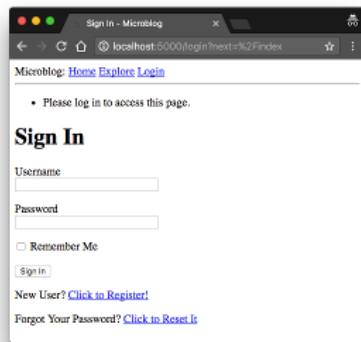 Sign In - Microblog
localhost:5000/login?next=%2Findex
Microblog: Home Explore Login
Please log in to access this page.
Sign In
Username
Password
Remember Me
Sign In
New User? Click to Register!
Forgot Your Password? Click to Reset It